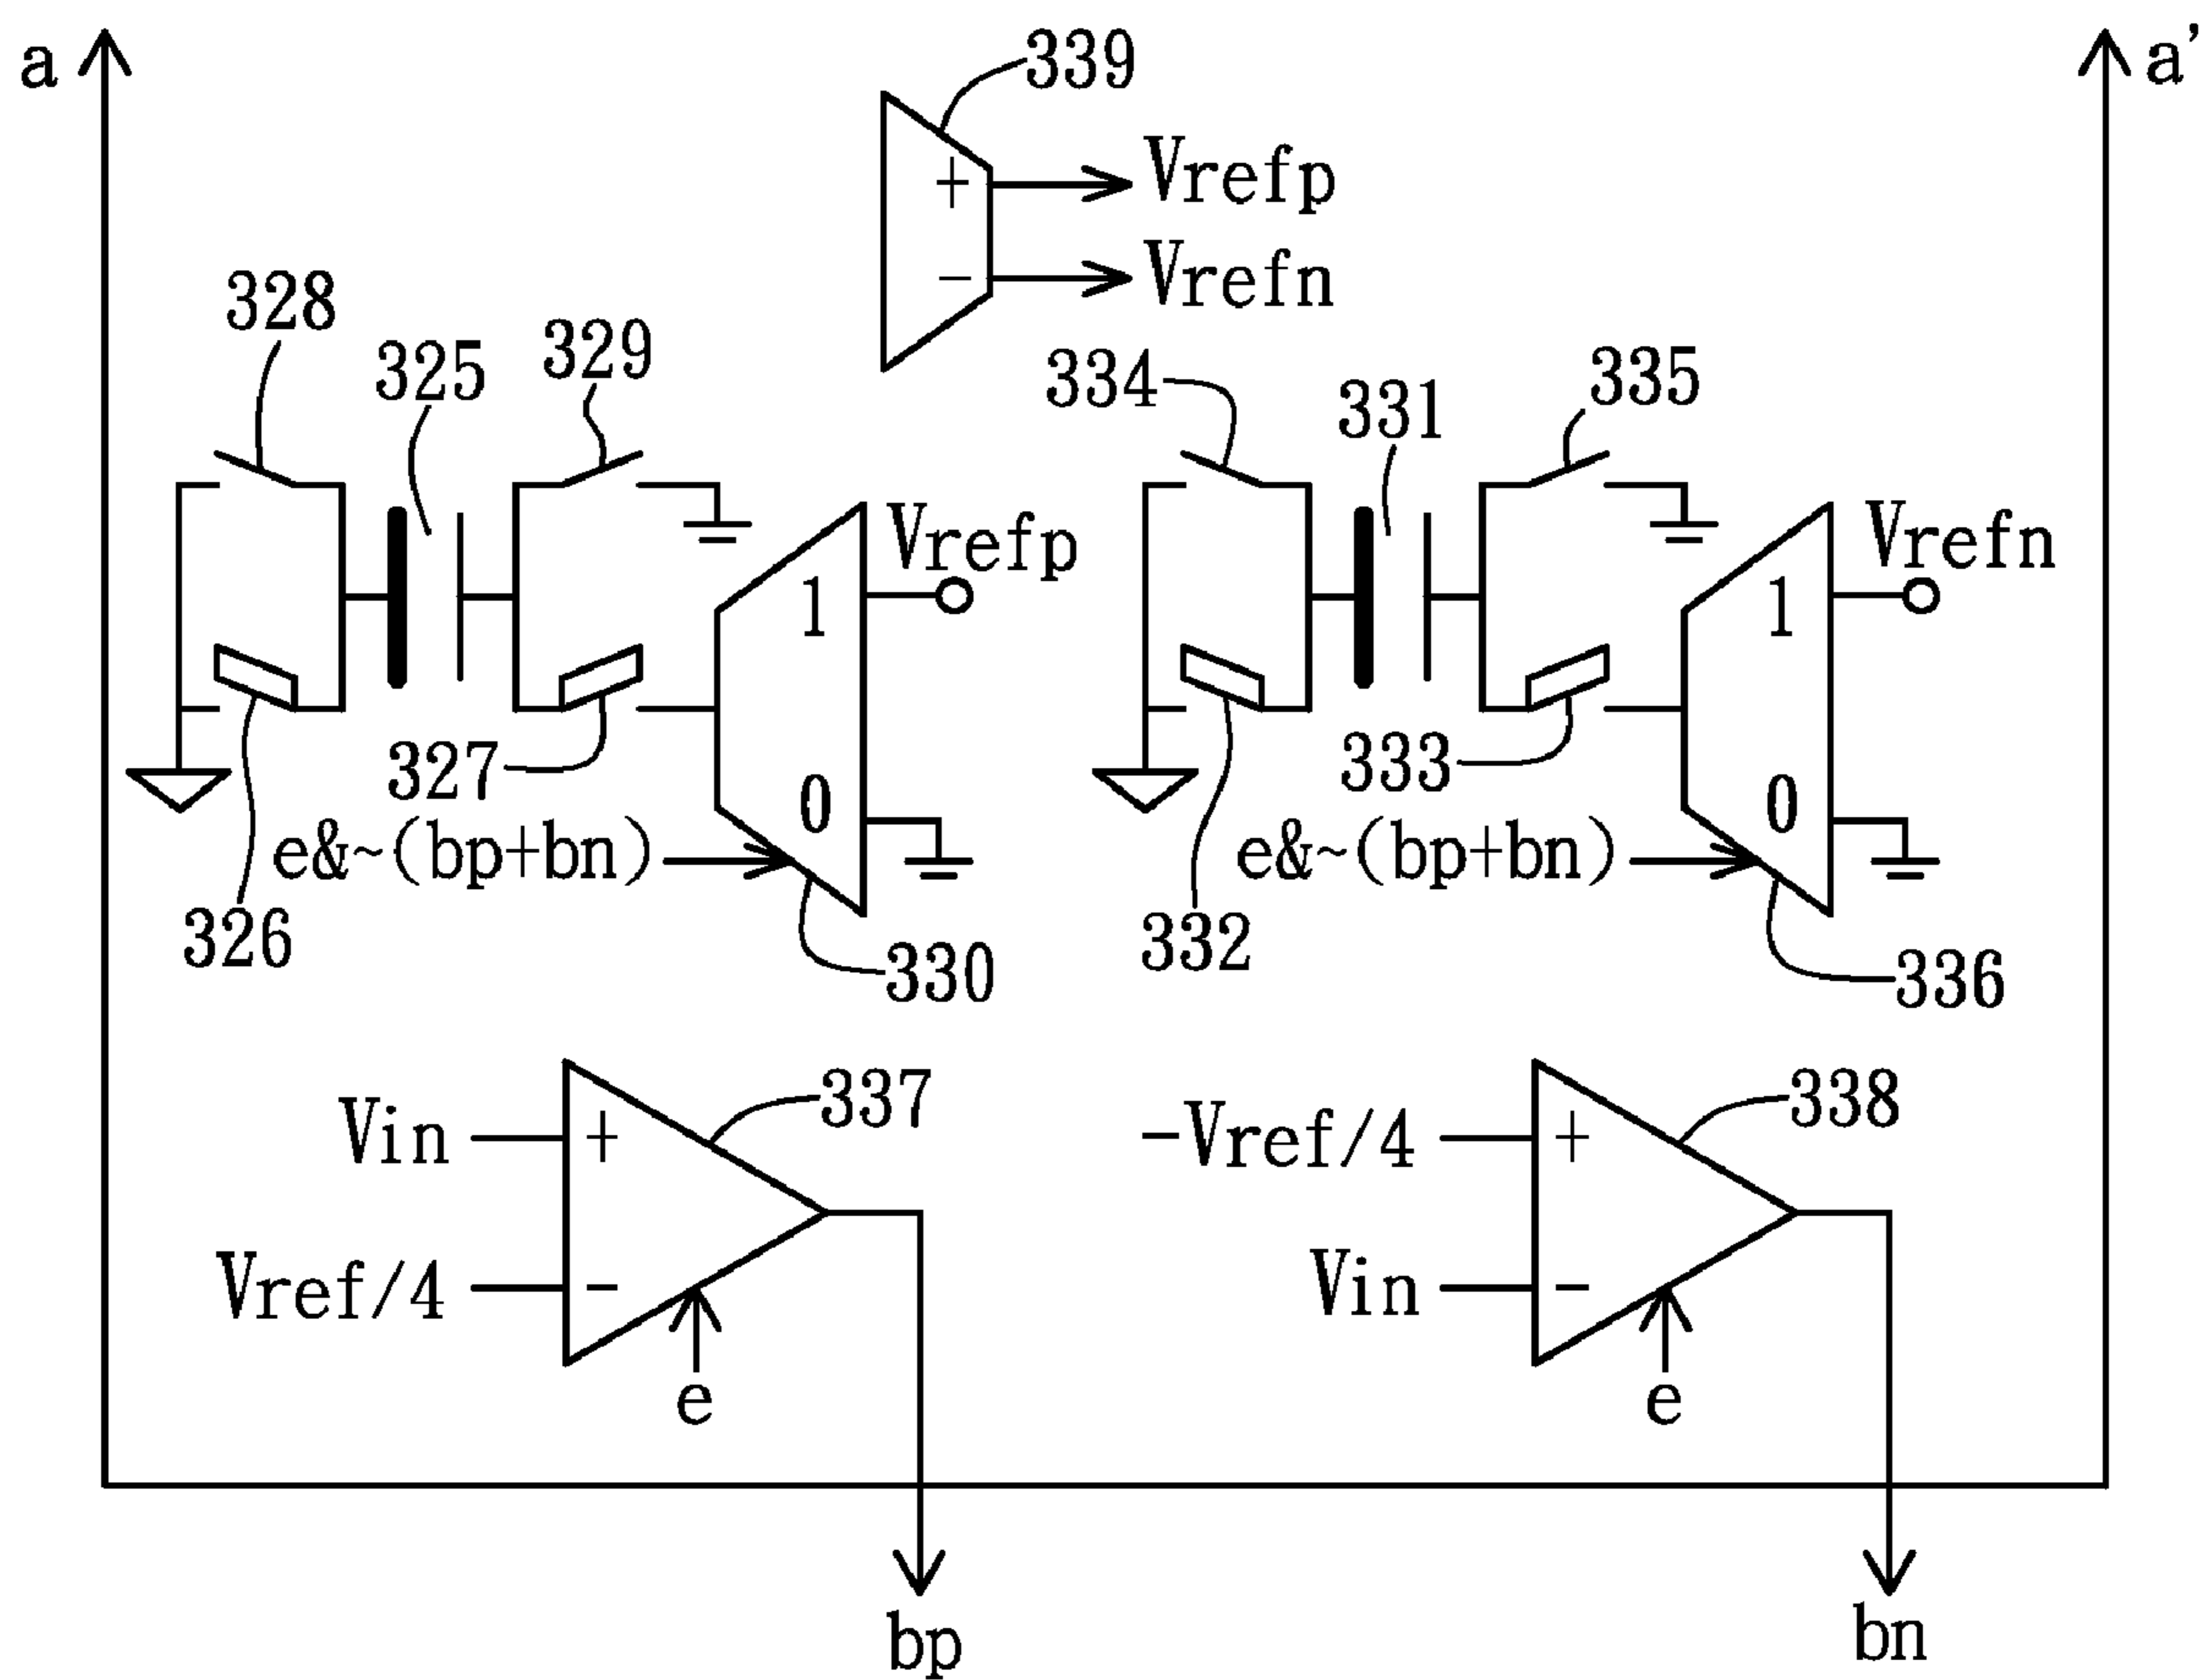 a
339
a'
+
Vrefp
-
Vrefn
328
325
329
334
331
335
1
Vrefp
1
Vrefn
327
333
0
0
e&~(bp+bn)
e&~(bp+bn)
326
330
332
336
Vin
+
337
Vref/4
-
e
-Vref/4
+
338
Vin
-
e
bp
bn